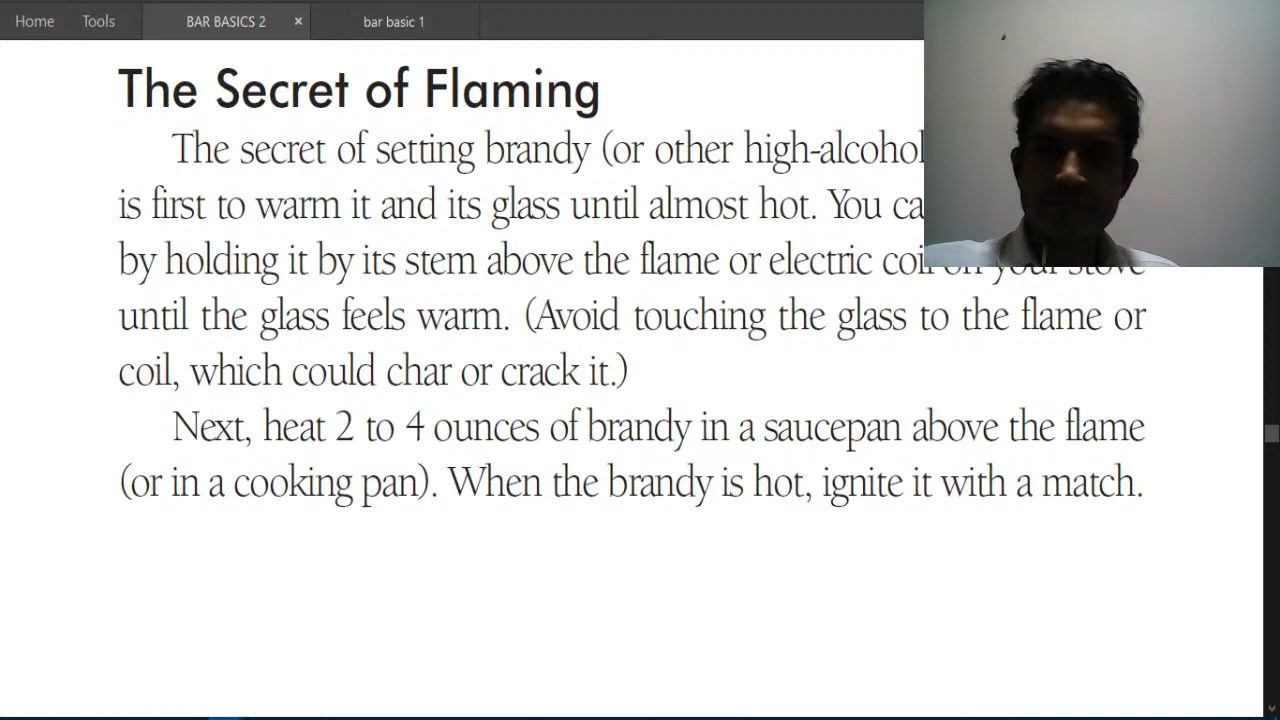 Home Tools BAR BASICS 2 × bar basic 1
The Secret of Flaming
The secret of setting brandy (or other high-alcohol
is first to warm it and its glass until almost hot. You
by holding it by its stem above the flame or electric coil on your stove
until the glass feels warm. (Avoid touching the glass to the flame or
coil, which could char or crack it.)
Next, heat 2 to 4 ounces of brandy in a saucepan above the flame
(or in a cooking pan). When the brandy is hot, ignite it with a match.